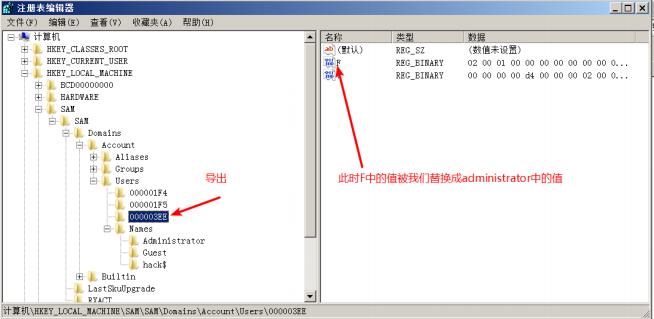 注册表编辑器
文件(F) 编辑(E) 查看(V) 收藏夹(A) 帮助(H)
计算机
HKEY_CLASSES_ROOT
HKEY_CURRENT_USER
HKEY_LOCAL_MACHINE
BCD00000000
HARDWARE
SAM
SAM
Domains
Account
Aliases
Groups
Users
000001F4
000001F5
000003EE
Names
Administrator
Guest
hack$
Builtin
LastSkuUpgrade
RXACT
导出
名称 类型 数据
(默认) REG_SZ (数值未设置)
F REG_BINARY 02 00 01 00 00 00 00 00 00 00 0...
REG_BINARY 00 00 00 00 d4 00 00 00 02 00 0...
此时F中的值被我们替换成administrator中的值
计算机\HKEY_LOCAL_MACHINE\SAM\SAM\Domains\Account\Users\000003EE